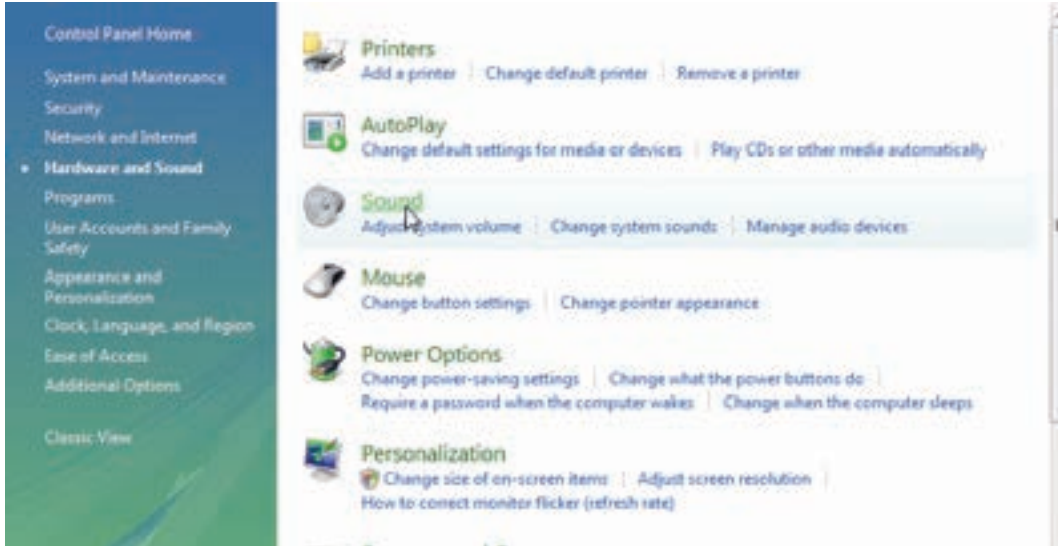 Control Panel Home
System and Maintenance
Security
Network and Internet
Hardware and Sound
Programs
User Accounts and Family
Safety
Appearance and
Personalization
Clock, Language, and Region
Ease of Access
Additional Options
Classic View
Printers
Add a printer Change default printer Remove a printer
AutoPlay
Change default settings for media or devices Play CDs or other media automatically
Sound
Adjust system volume Change system sounds Manage audio devices
Mouse
Change button settings Change pointer appearance
Power Options
Change power-saving settings Change what the power buttons do
Require a password when the computer wakes Change when the computer sleeps
Personalization
Change size of on-screen items Adjust screen resolution
How to correct monitor flicker (refresh rate)